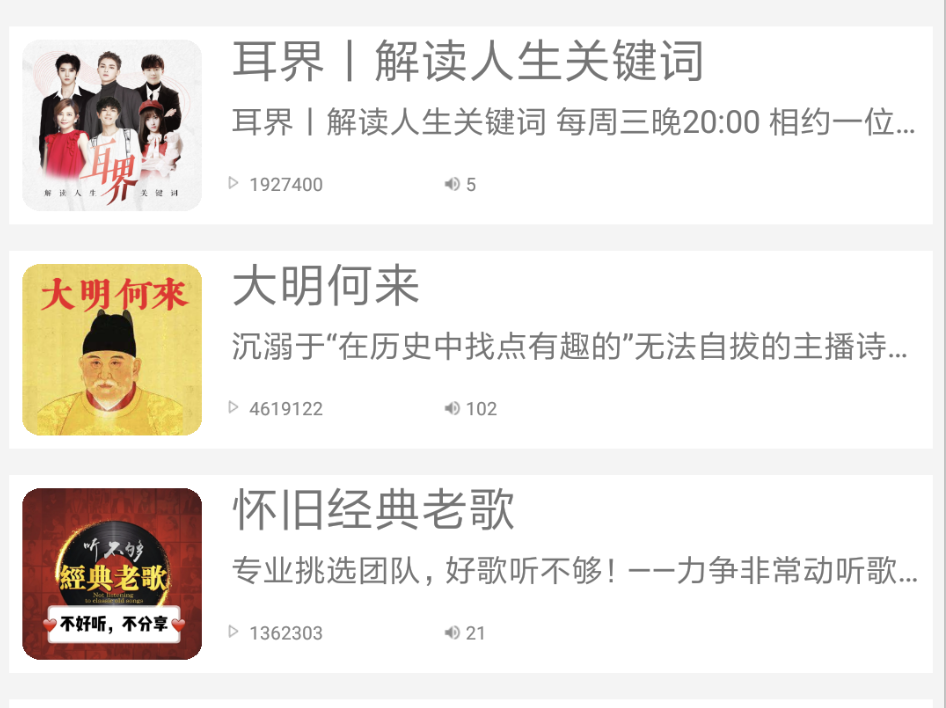 耳界丨解读人生关键词
耳界丨解读人生关键词 每周三晚20:00 相约一位...
1927400
5
耳界
解读人生 关键词
大明何来
沉溺于“在历史中找点有趣的”无法自拔的主播诗...
4619122
102
大明何來
怀旧经典老歌
专业挑选团队，好歌听不够！——力争非常动听歌...
1362303
21
听不够
經典老歌
Not listening
to classic old songs
不好听，不分享